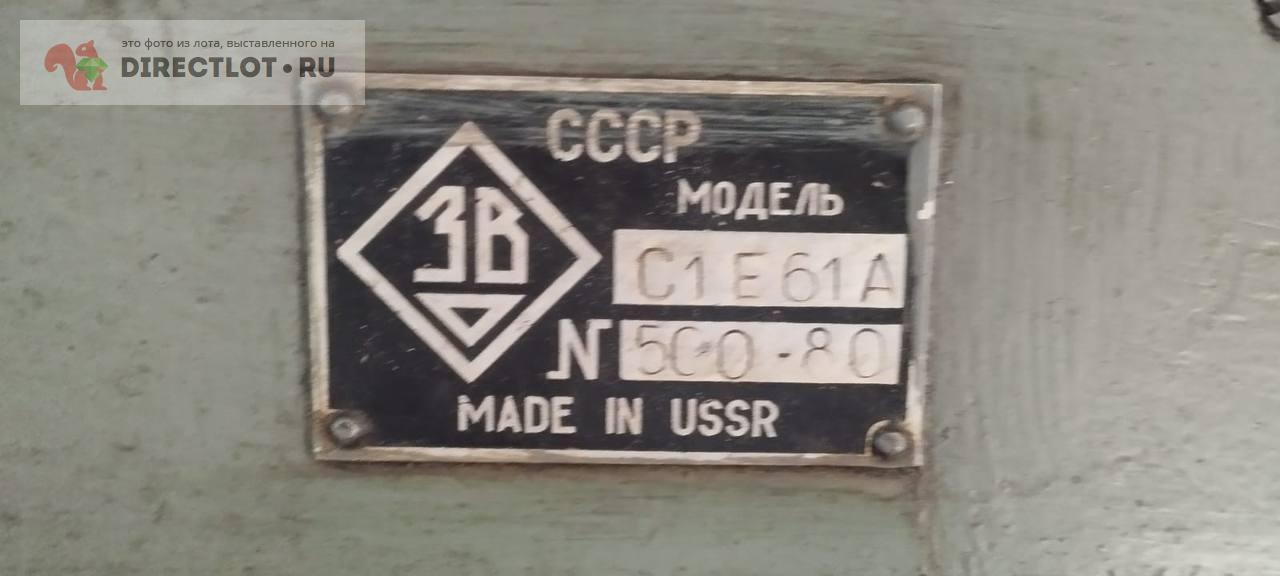 это фото из лота, выставленного на
DIRECTLOT.RU
СССР
ЗВ
МОДЕЛЬ
С1Е61А
N 500-80
MADE IN USSR